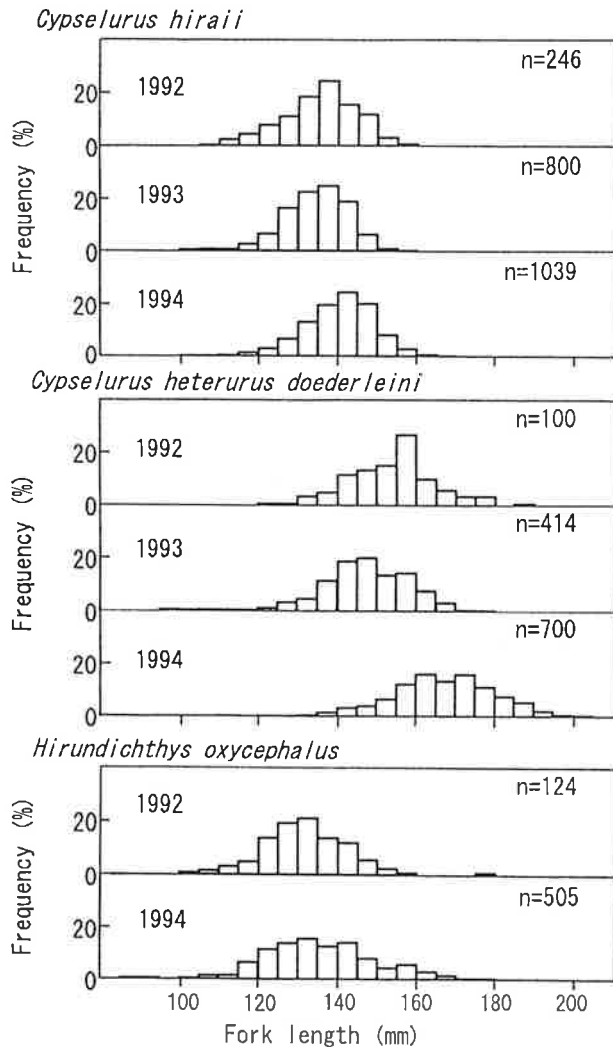 Cypselurus hiraii
1992
n=246
20
0
1993
n=800
20
0
1994
n=1039
20
0
Frequency (%)
Cypselurus heterurus doederleini
1992
n=100
20
0
1993
n=414
20
0
1994
n=700
20
0
Frequency (%)
Hirundichthys oxycephalus
1992
n=124
20
0
1994
n=505
20
0
Frequency (%)
100 120 140 160 180 200
Fork length (mm)